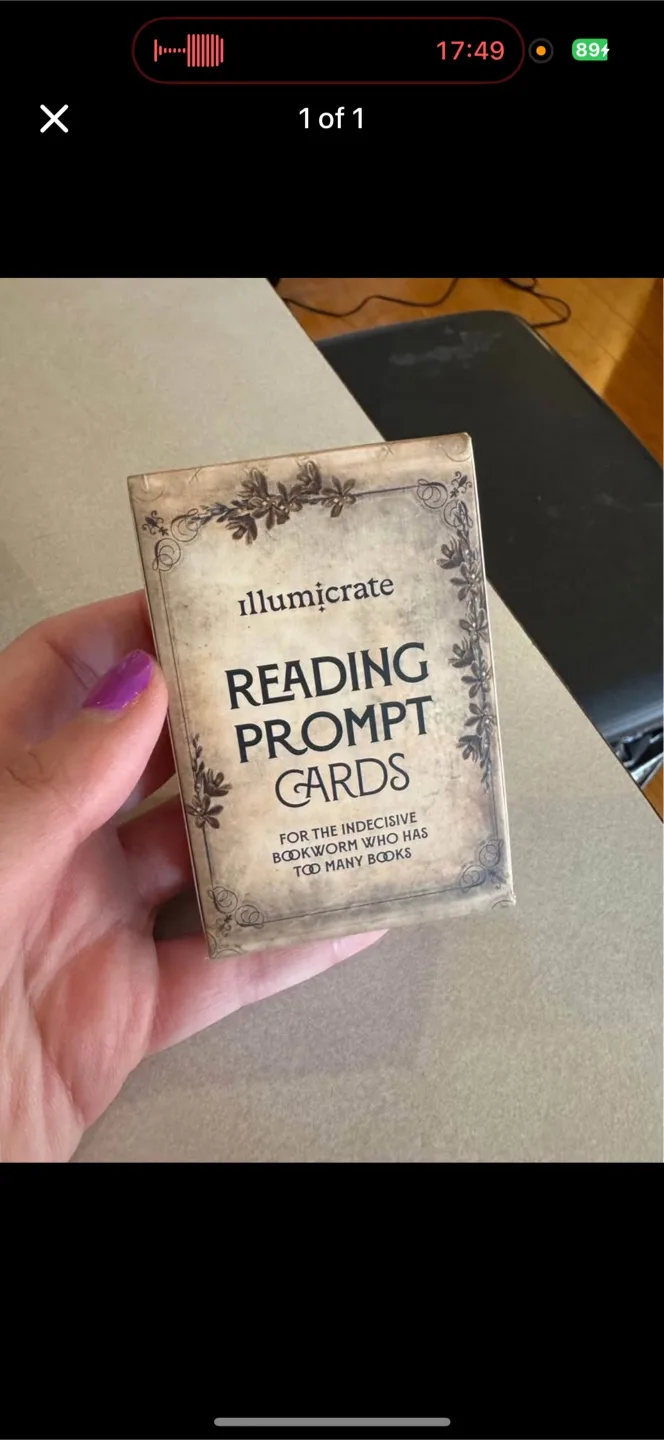 17:49
89
1 of 1
illumicrate
READING
PROMPT
CARDS
FOR THE INDECISIVE
BOOKWORM WHO HAS
TOO MANY BOOKS